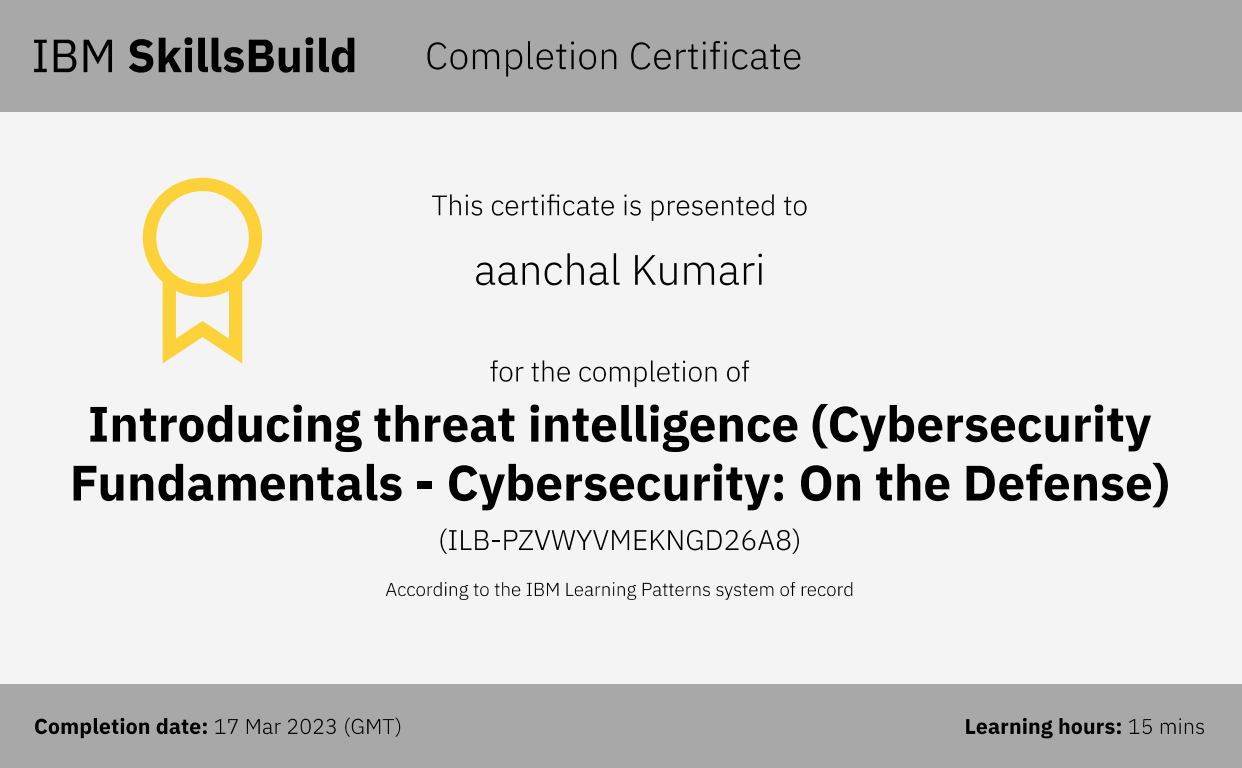 IBM SkillsBuild Completion Certificate
This certificate is presented to
aanchal Kumari
for the completion of
Introducing threat intelligence (Cybersecurity
Fundamentals - Cybersecurity: On the Defense)
(ILB-PZVWYVMEKNGD26A8)
According to the IBM Learning Patterns system of record
Completion date: 17 Mar 2023 (GMT)
Learning hours: 15 mins